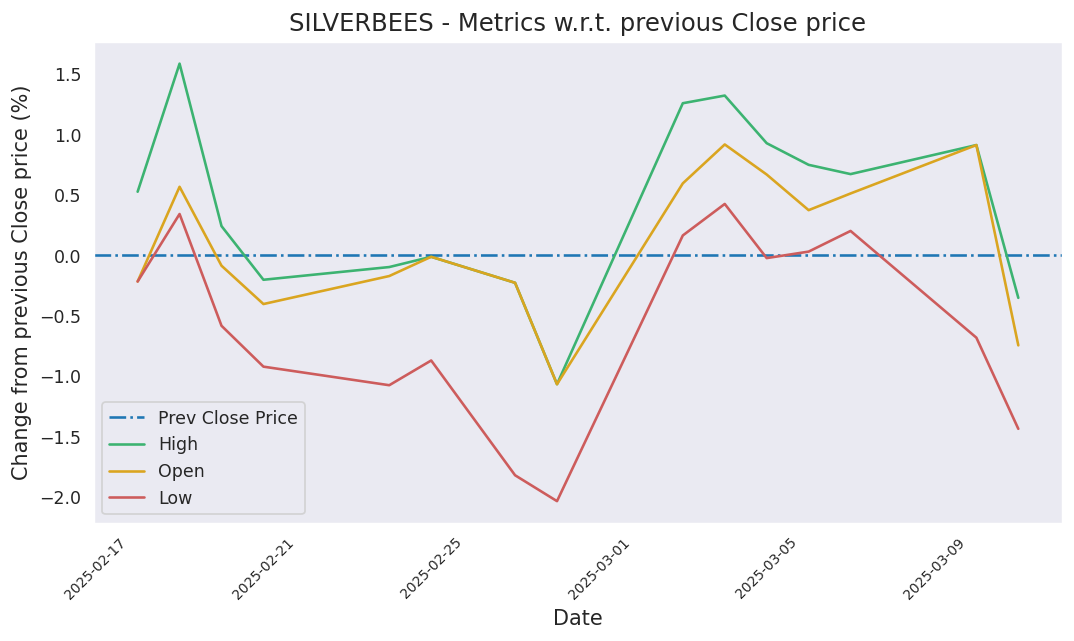 SILVERBEES - Metrics w.r.t. previous Close price
Change from previous Close price (%)
1.5
1.0
0.5
0.0
−0.5
−1.0
−1.5
−2.0
Prev Close Price
High
Open
Low
2025-02-17
2025-02-21
2025-02-25
2025-03-01
2025-03-05
2025-03-09
Date